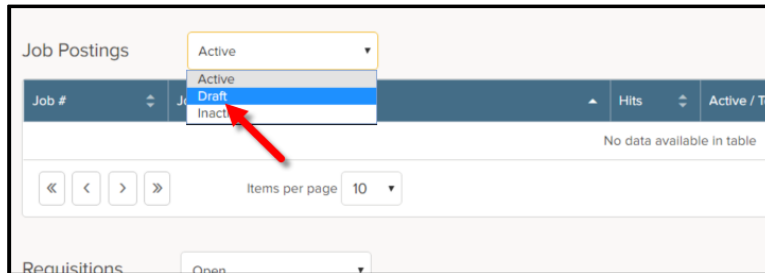 Job Postings Active
Active
Job # Draft Hits Active /
No data available in table
« < > » Items per page 10
Requisitions Open